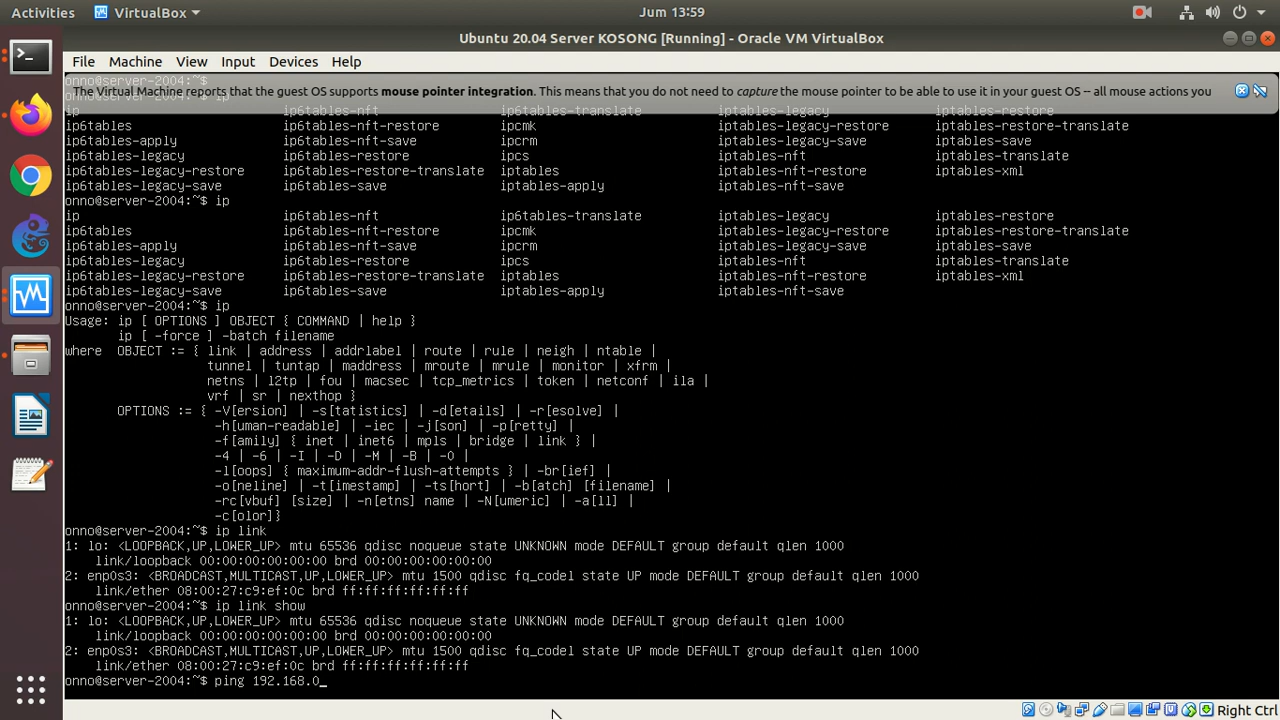 Activities VirtualBox Jum 13:59
Ubuntu 20.04 Server KOSONG [Running] - Oracle VM VirtualBox
File Machine View Input Devices Help
onno@server-2004:~$
The Virtual Machine reports that the guest OS supports mouse pointer integration. This means that you do not need to capture the mouse pointer to be able to use it in your guest OS -- all mouse actions you
onno@server-2004:~$ ip
ip ip6tables-nft ip6tables-translate iptables-legacy iptables-restore
ip6tables ip6tables-nft-restore ipcmk iptables-legacy-restore iptables-restore-translate
ip6tables-apply ip6tables-nft-save ipcrm iptables-legacy-save iptables-save
ip6tables-legacy ip6tables-restore ipcs iptables-nft iptables-translate
ip6tables-legacy-restore ip6tables-restore-translate iptables iptables-nft-restore iptables-xml
ip6tables-legacy-save ip6tables-save iptables-apply iptables-nft-save
onno@server-2004:~$ ip
ip ip6tables-nft ip6tables-translate iptables-legacy iptables-restore
ip6tables ip6tables-nft-restore ipcmk iptables-legacy-restore iptables-restore-translate
ip6tables-apply ip6tables-nft-save ipcrm iptables-legacy-save iptables-save
ip6tables-legacy ip6tables-restore ipcs iptables-nft iptables-translate
ip6tables-legacy-restore ip6tables-restore-translate iptables iptables-nft-restore iptables-xml
ip6tables-legacy-save ip6tables-save iptables-apply iptables-nft-save
onno@server-2004:~$ ip
Usage: ip [ OPTIONS ] OBJECT { COMMAND | help }
ip [ -force ] -batch filename
where OBJECT := { link | address | addrlabel | route | rule | neigh | ntable |
tunnel | tuntap | maddress | mroute | mrule | monitor | xfrm |
netns | l2tp | fou | macsec | tcp_metrics | token | netconf | ila |
vrf | sr | nexthop }
OPTIONS := { -V[ersion] | -s[tatistics] | -d[etails] | -r[esolve] |
-h[uman-readable] | -iec | -j[son] | -p[retty] |
-f[amily] { inet | inet6 | mpls | bridge | link } |
-4 | -6 | -I | -D | -M | -B | -0 |
-l[oops] { maximum-addr-flush-attempts } | -br[ief] |
-o[neline] | -t[imestamp] | -ts[hort] | -b[atch] [filename] |
-rc[vbuf] [size] | -n[etns] name | -N[umeric] | -a[ll] |
-c[olor]}
onno@server-2004:~$ ip link
1: lo: <LOOPBACK,UP,LOWER_UP> mtu 65536 qdisc noqueue state UNKNOWN mode DEFAULT group default qlen 1000
link/loopback 00:00:00:00:00:00 brd 00:00:00:00:00:00
2: enp0s3: <BROADCAST,MULTICAST,UP,LOWER_UP> mtu 1500 qdisc fq_codel state UP mode DEFAULT group default qlen 1000
link/ether 08:00:27:c9:ef:0c brd ff:ff:ff:ff:ff:ff
onno@server-2004:~$ ip link show
1: lo: <LOOPBACK,UP,LOWER_UP> mtu 65536 qdisc noqueue state UNKNOWN mode DEFAULT group default qlen 1000
link/loopback 00:00:00:00:00:00 brd 00:00:00:00:00:00
2: enp0s3: <BROADCAST,MULTICAST,UP,LOWER_UP> mtu 1500 qdisc fq_codel state UP mode DEFAULT group default qlen 1000
link/ether 08:00:27:c9:ef:0c brd ff:ff:ff:ff:ff:ff
onno@server-2004:~$ ping 192.168.0_
Right Ctrl